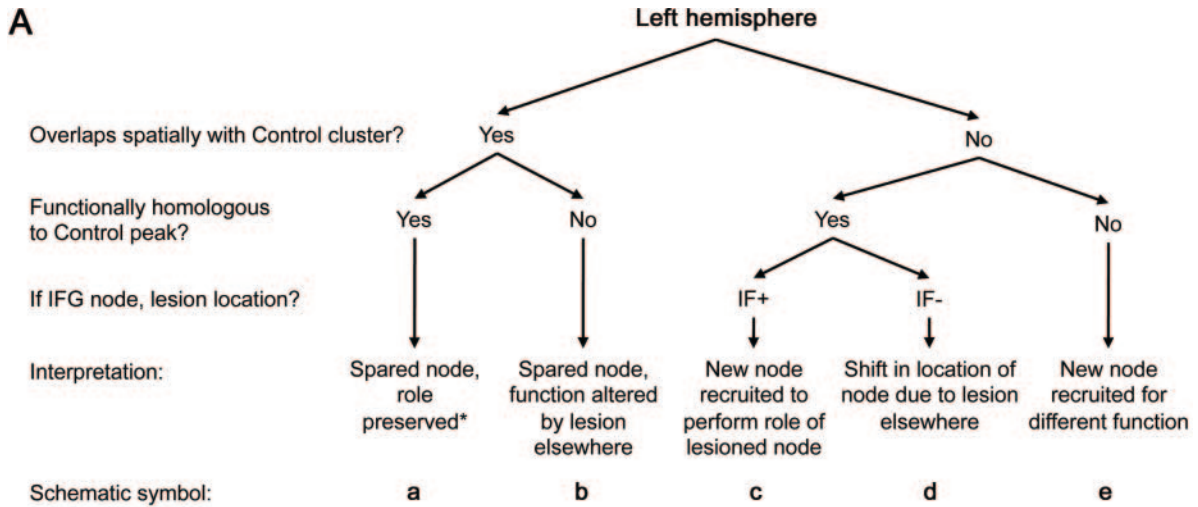 A
Left hemisphere
Overlaps spatially with Control cluster?
Yes
No
Functionally homologous
to Control peak?
Yes
No
Yes
No
If IFG node, lesion location?
IF+
IF-
Interpretation:
Spared node,
role
preserved*
Spared node,
function altered
by lesion
elsewhere
New node
recruited to
perform role of
lesioned node
Shift in location of
node due to lesion
elsewhere
New node
recruited for
different function
Schematic symbol:
a
b
c
d
e